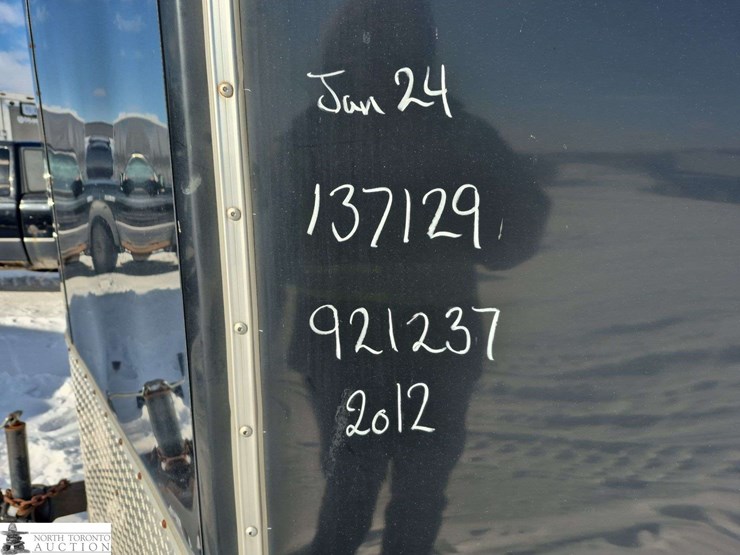 Jan 24
137129
921237
2012
NORTH TORONTO
AUCTION